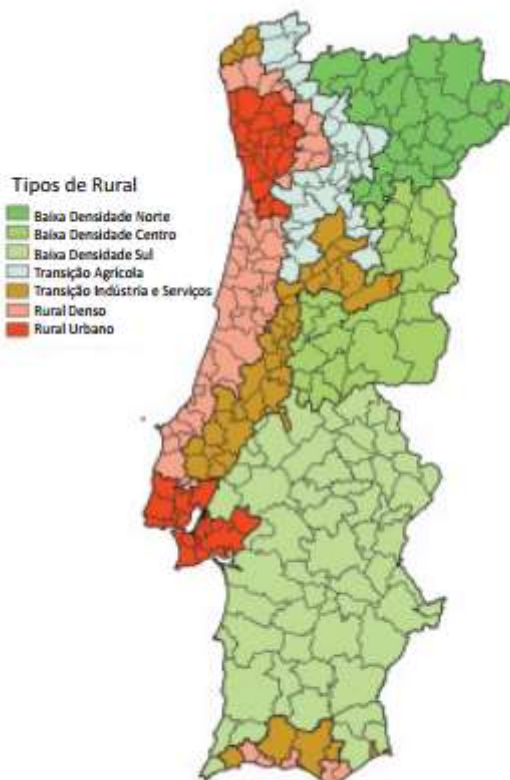 Tipos de Rural
Baixa Densidade Norte
Baixa Densidade Centro
Baixa Densidade Sul
Transição Agrícola
Transição Indústria e Serviços
Rural Denso
Rural Urbano